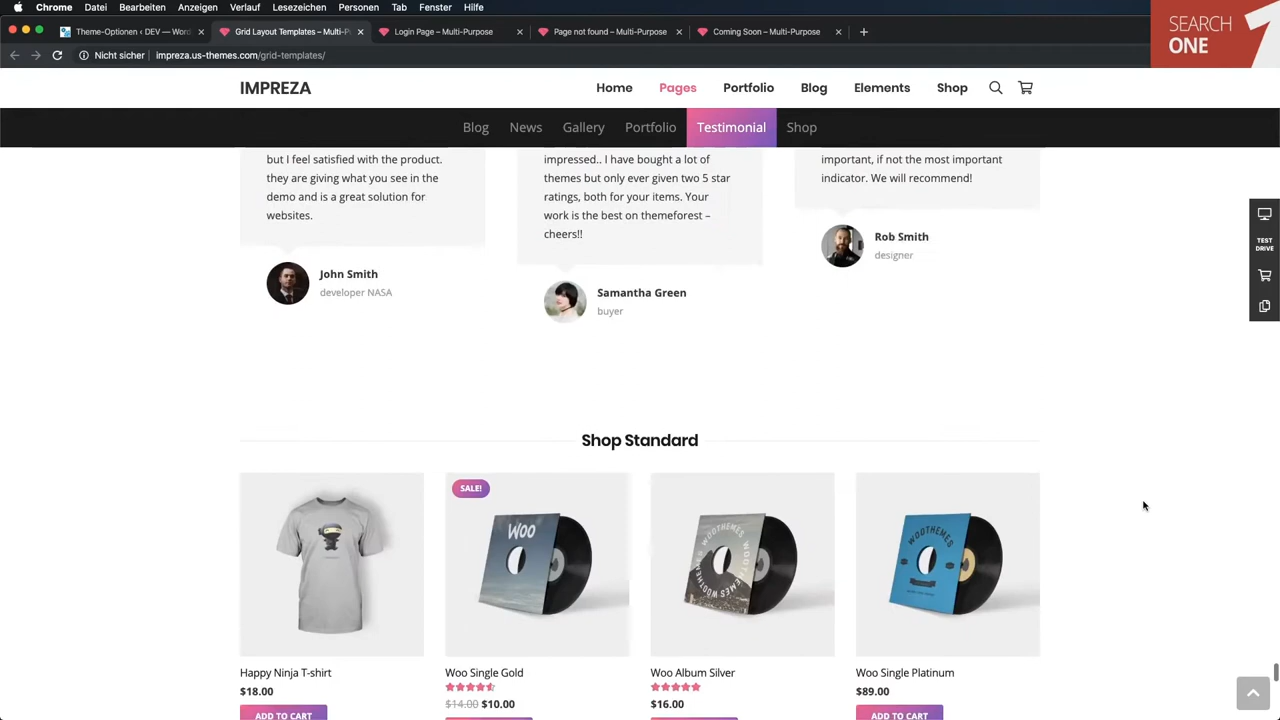 Chrome Datei Bearbeiten Anzeigen Verlauf Lesezeichen Personen Tab Fenster Hilfe
SEARCH
ONE
Theme-Optionen ‹ DEV — Word
Grid Layout Templates – Multi-P
Login Page – Multi-Purpose
Page not found – Multi-Purpose
Coming Soon – Multi-Purpose
Nicht sicher impreza.us-themes.com/grid-templates/
IMPREZA
Home Pages Portfolio Blog Elements Shop
Blog News Gallery Portfolio Testimonial Shop
but I feel satisfied with the product.
they are giving what you see in the
demo and is a great solution for
websites.
John Smith
developer NASA
impressed.. I have bought a lot of
themes but only ever given two 5 star
ratings, both for your items. Your
work is the best on themeforest –
cheers!!
Samantha Green
buyer
important, if not the most important
indicator. We will recommend!
Rob Smith
designer
TEST
DRIVE
Shop Standard
SALE!
WOO
WOOTHEMES
WOOTHEMES
WOOTHEMES
Happy Ninja T-shirt
$18.00
ADD TO CART
Woo Single Gold
$14.00 $10.00
Woo Album Silver
$16.00
Woo Single Platinum
$89.00
ADD TO CART